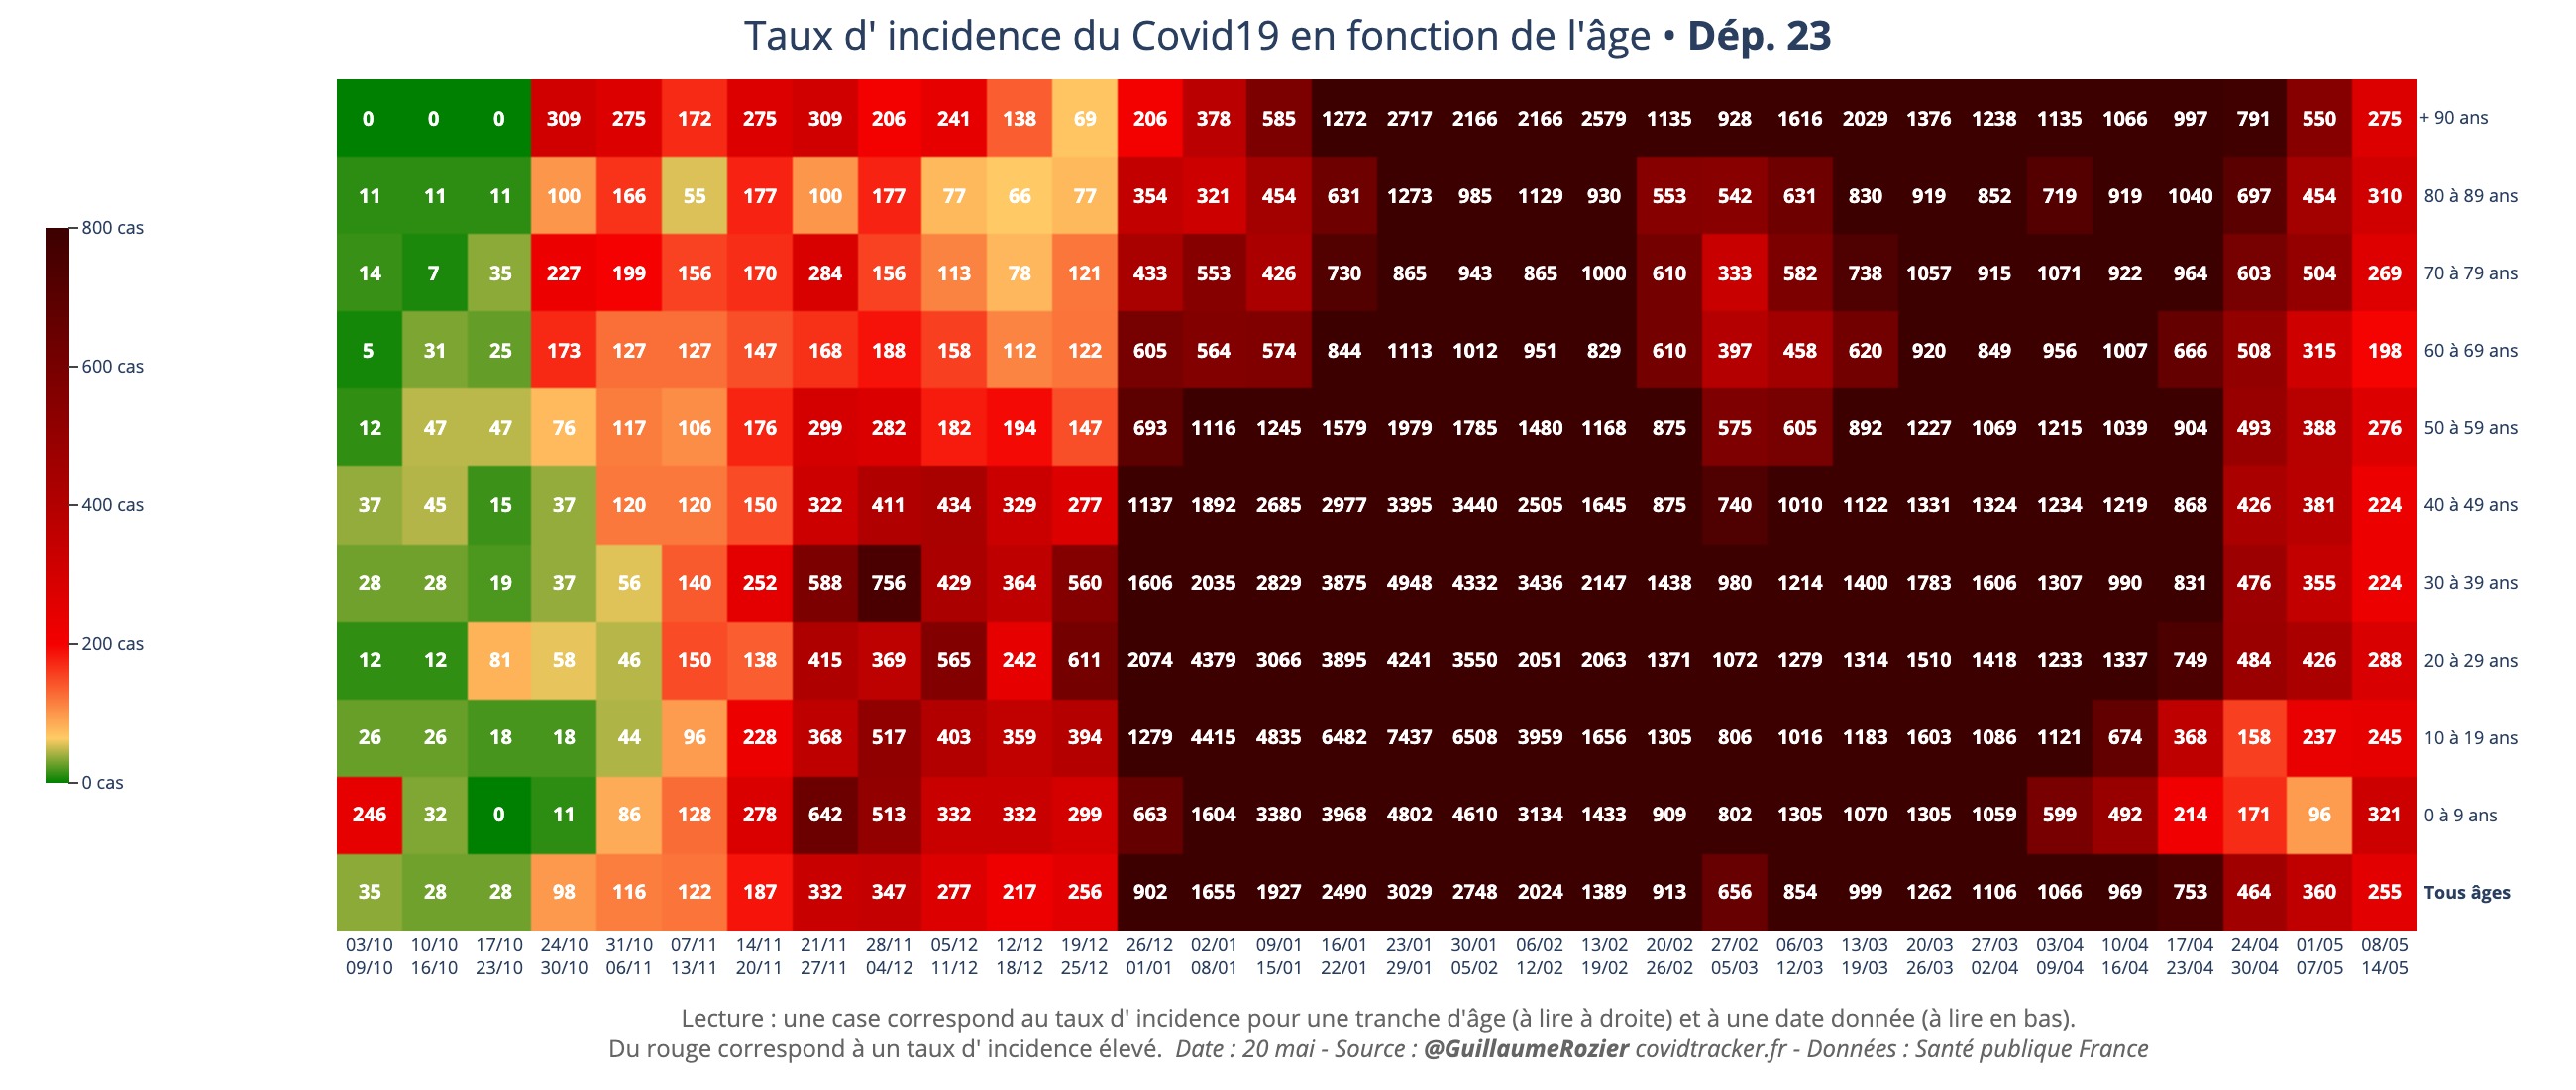 Taux d' incidence du Covid19 en fonction de l'âge • Dép. 23
800 cas
600 cas
400 cas
200 cas
0 cas
0 0 0 309 275 172 275 309 206 241 138 69 206 378 585 1272 2717 2166 2166 2579 1135 928 1616 2029 1376 1238 1135 1066 997 791 550 275 + 90 ans
11 11 11 100 166 55 177 100 177 77 66 77 354 321 454 631 1273 985 1129 930 553 542 631 830 919 852 719 919 1040 697 454 310 80 à 89 ans
14 7 35 227 199 156 170 284 156 113 78 121 433 553 426 730 865 943 865 1000 610 333 582 738 1057 915 1071 922 964 603 504 269 70 à 79 ans
5 31 25 173 127 127 147 168 188 158 112 122 605 564 574 844 1113 1012 951 829 610 397 458 620 920 849 956 1007 666 508 315 198 60 à 69 ans
12 47 47 76 117 106 176 299 282 182 194 147 693 1116 1245 1579 1979 1785 1480 1168 875 575 605 892 1227 1069 1215 1039 904 493 388 276 50 à 59 ans
37 45 15 37 120 120 150 322 411 434 329 277 1137 1892 2685 2977 3395 3440 2505 1645 875 740 1010 1122 1331 1324 1234 1219 868 426 381 224 40 à 49 ans
28 28 19 37 56 140 252 588 756 429 364 560 1606 2035 2829 3875 4948 4332 3436 2147 1438 980 1214 1400 1783 1606 1307 990 831 476 355 224 30 à 39 ans
12 12 81 58 46 150 138 415 369 565 242 611 2074 4379 3066 3895 4241 3550 2051 2063 1371 1072 1279 1314 1510 1418 1233 1337 749 484 426 288 20 à 29 ans
26 26 18 18 44 96 228 368 517 403 359 394 1279 4415 4835 6482 7437 6508 3959 1656 1305 806 1016 1183 1603 1086 1121 674 368 158 237 245 10 à 19 ans
246 32 0 11 86 128 278 642 513 332 332 299 663 1604 3380 3968 4802 4610 3134 1433 909 802 1305 1070 1305 1059 599 492 214 171 96 321 0 à 9 ans
35 28 28 98 116 122 187 332 347 277 217 256 902 1655 1927 2490 3029 2748 2024 1389 913 656 854 999 1262 1106 1066 969 753 464 360 255 Tous âges
03/10 10/10 17/10 24/10 31/10 07/11 14/11 21/11 28/11 05/12 12/12 19/12 26/12 02/01 09/01 16/01 23/01 30/01 06/02 13/02 20/02 27/02 06/03 13/03 20/03 27/03 03/04 10/04 17/04 24/04 01/05 08/05
09/10 16/10 23/10 30/10 06/11 13/11 20/11 27/11 04/12 11/12 18/12 25/12 01/01 08/01 15/01 22/01 29/01 05/02 12/02 19/02 26/02 05/03 12/03 19/03 26/03 02/04 09/04 16/04 23/04 30/04 07/05 14/05
Lecture : une case correspond au taux d' incidence pour une tranche d'âge (à lire à droite) et à une date donnée (à lire en bas).
Du rouge correspond à un taux d' incidence élevé. Date : 20 mai - Source : @GuillaumeRozier covidtracker.fr - Données : Santé publique France